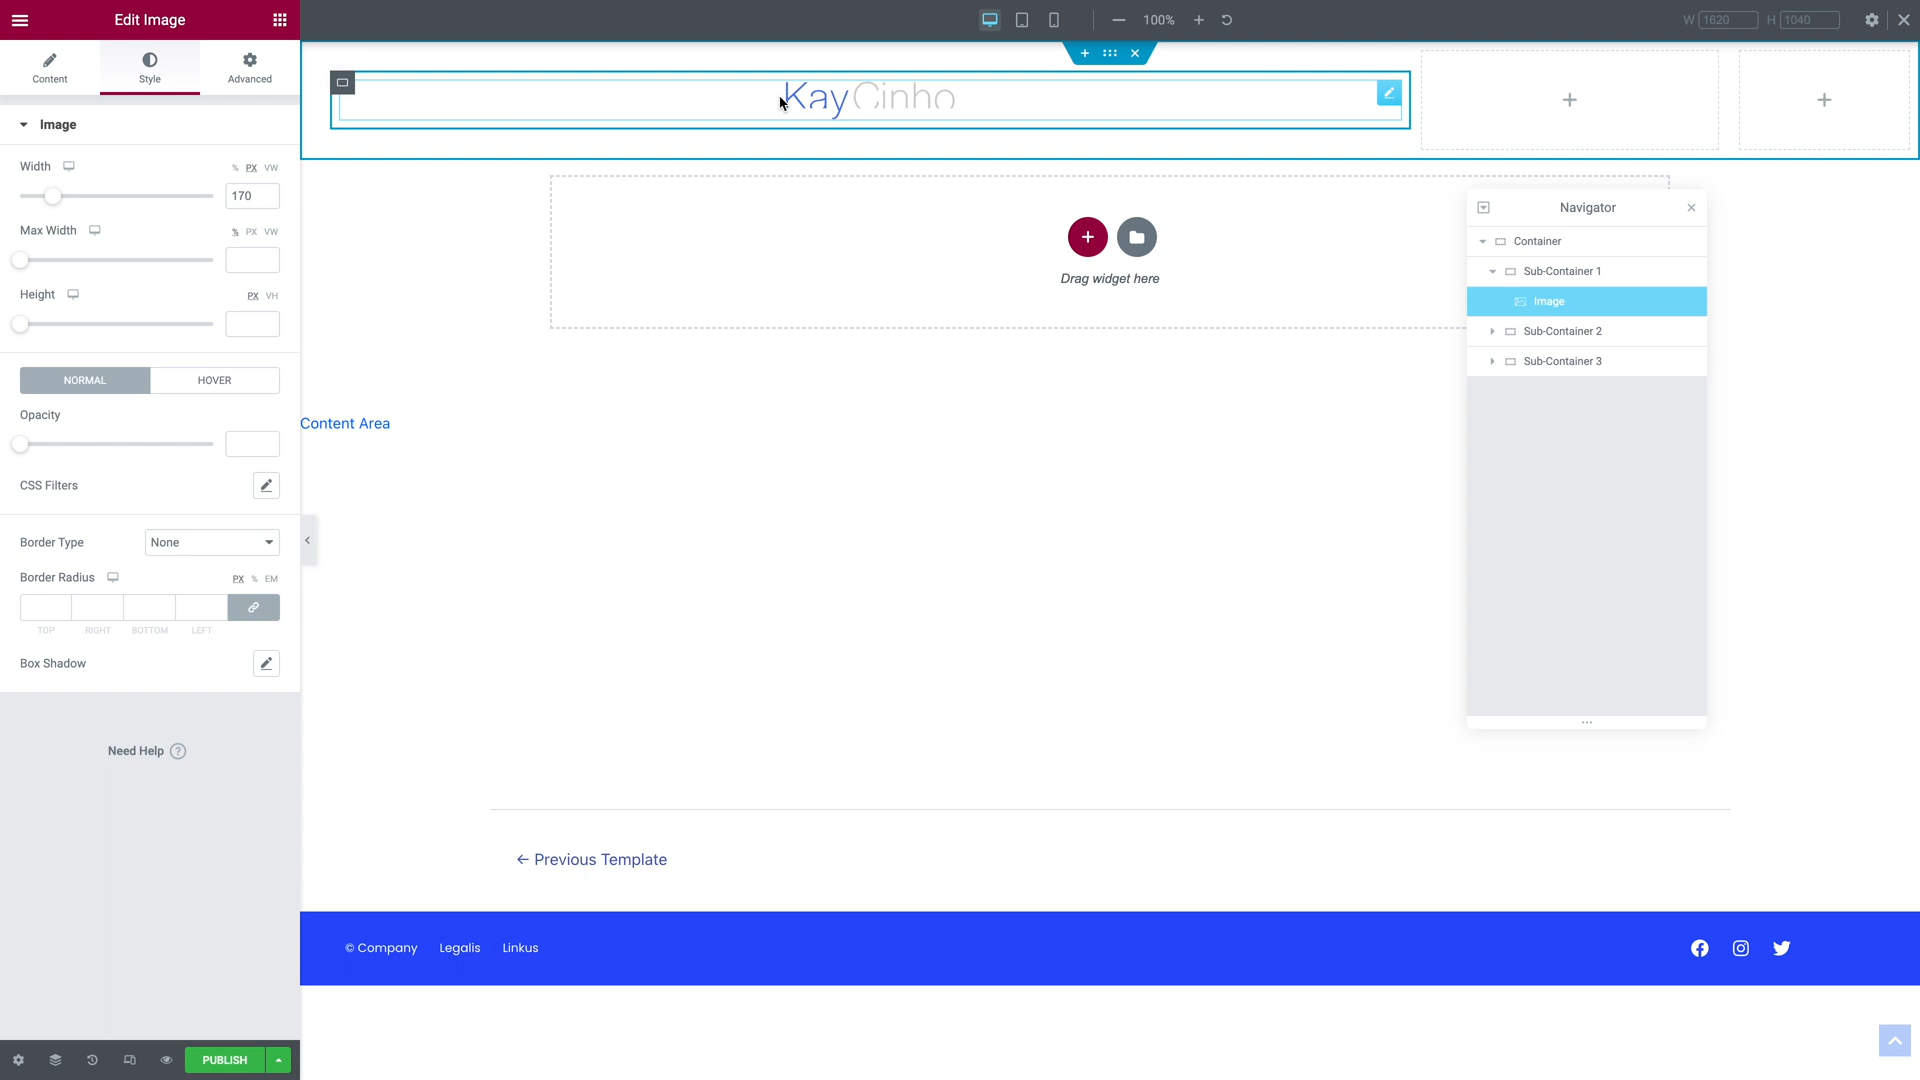 Edit Image
100%
W 1620 H 1040
Content
Style
Advanced
KayCinho
Image
Width
% PX VW
170
Max Width
% PX VW
Height
PX VH
NORMAL
HOVER
Opacity
CSS Filters
Border Type
None
Border Radius
PX % EM
TOP RIGHT BOTTOM LEFT
Box Shadow
Need Help ?
PUBLISH
Drag widget here
Navigator
Container
Sub-Container 1
Image
Sub-Container 2
Sub-Container 3
Content Area
← Previous Template
© Company Legalis Linkus